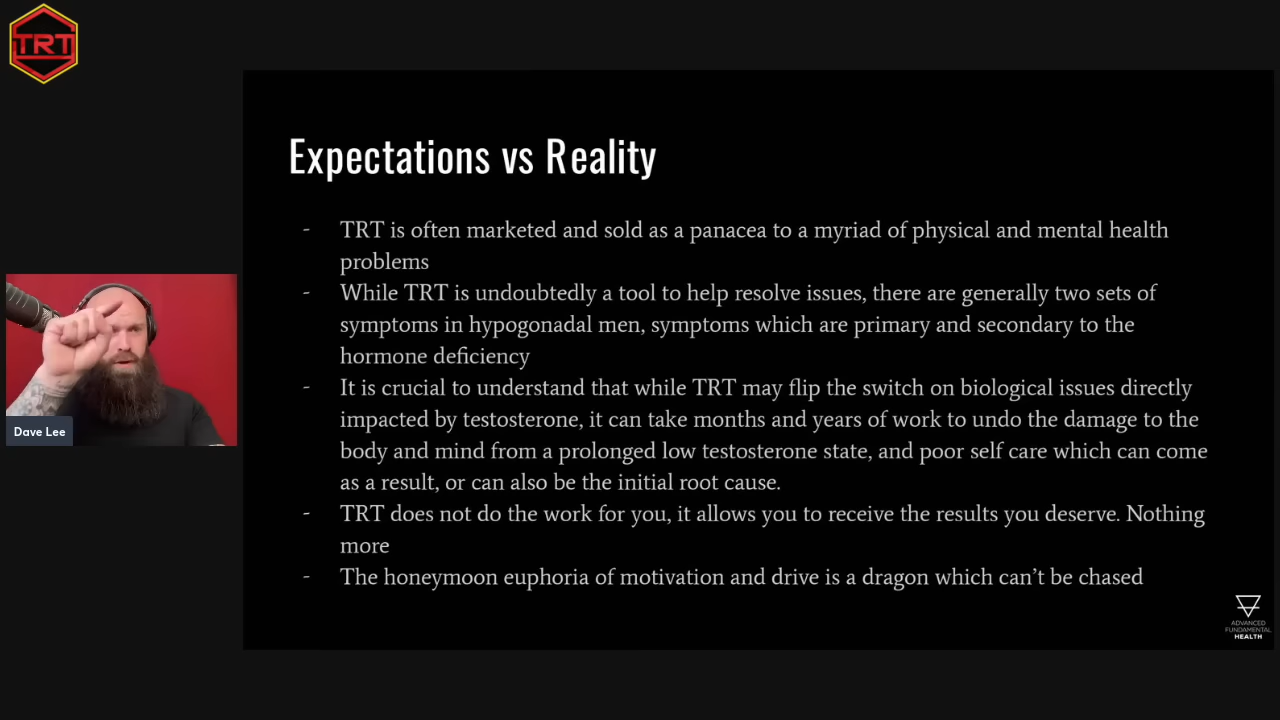 TRT
Expectations vs Reality
- TRT is often marketed and sold as a panacea to a myriad of physical and mental health
problems
- While TRT is undoubtedly a tool to help resolve issues, there are generally two sets of
symptoms in hypogonadal men, symptoms which are primary and secondary to the
hormone deficiency
- It is crucial to understand that while TRT may flip the switch on biological issues directly
impacted by testosterone, it can take months and years of work to undo the damage to the
body and mind from a prolonged low testosterone state, and poor self care which can come
as a result, or can also be the initial root cause.
- TRT does not do the work for you, it allows you to receive the results you deserve. Nothing
more
- The honeymoon euphoria of motivation and drive is a dragon which can’t be chased
Dave Lee
ADVANCED
FUNDAMENTAL
HEALTH